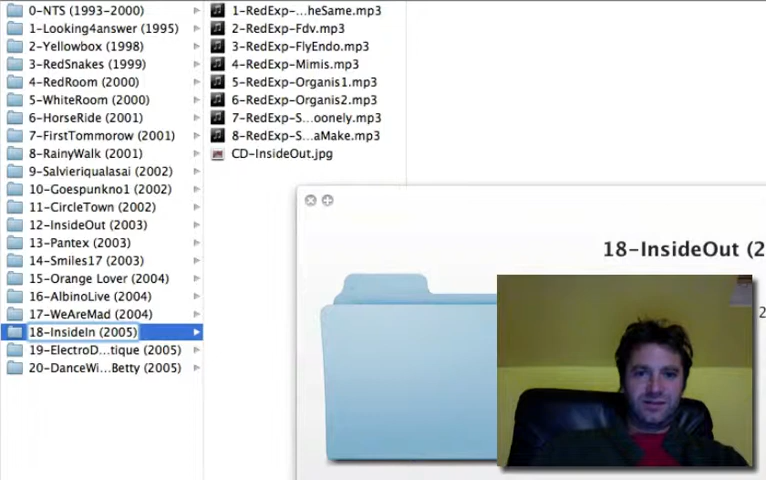 0-NTS (1993-2000)
1-Looking4answer (1995)
2-Yellowbox (1998)
3-RedSnakes (1999)
4-RedRoom (2000)
5-WhiteRoom (2000)
6-HorseRide (2001)
7-FirstTommorow (2001)
8-RainyWalk (2001)
9-Salvieriqualasai (2002)
10-Goespunkno1 (2002)
11-CircleTown (2002)
12-InsideOut (2003)
13-Pantex (2003)
14-Smiles17 (2003)
15-Orange Lover (2004)
16-AlbinoLive (2004)
17-WeAreMad (2004)
18-InsideIn (2005)
19-ElectroD...tique (2005)
20-DanceWi...Betty (2005)
1-RedExp-...heSame.mp3
2-RedExp-Fdv.mp3
3-RedExp-FlyEndo.mp3
4-RedExp-Mimis.mp3
5-RedExp-Organis1.mp3
6-RedExp-Organis2.mp3
7-RedExp-S...oonely.mp3
8-RedExp-S...aMake.mp3
CD-InsideOut.jpg
18-InsideOut (2
2